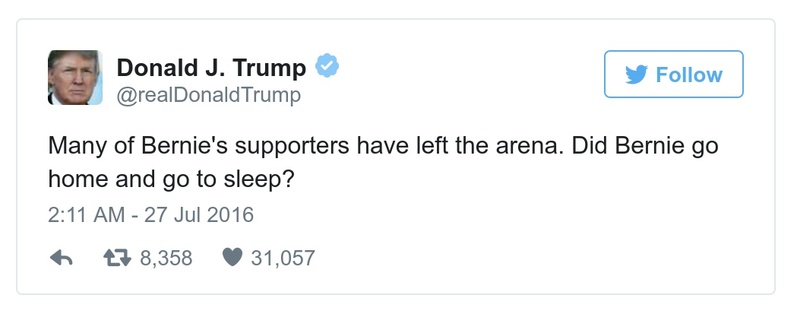 Donald J. Trump
@realDonaldTrump
Follow
Many of Bernie's supporters have left the arena. Did Bernie go
home and go to sleep?
2:11 AM - 27 Jul 2016
8,358 31,057